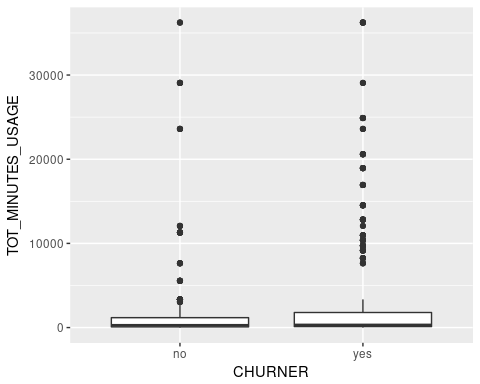 TOT_MINUTES_USAGE
30000
20000
10000
0
no yes
CHURNER